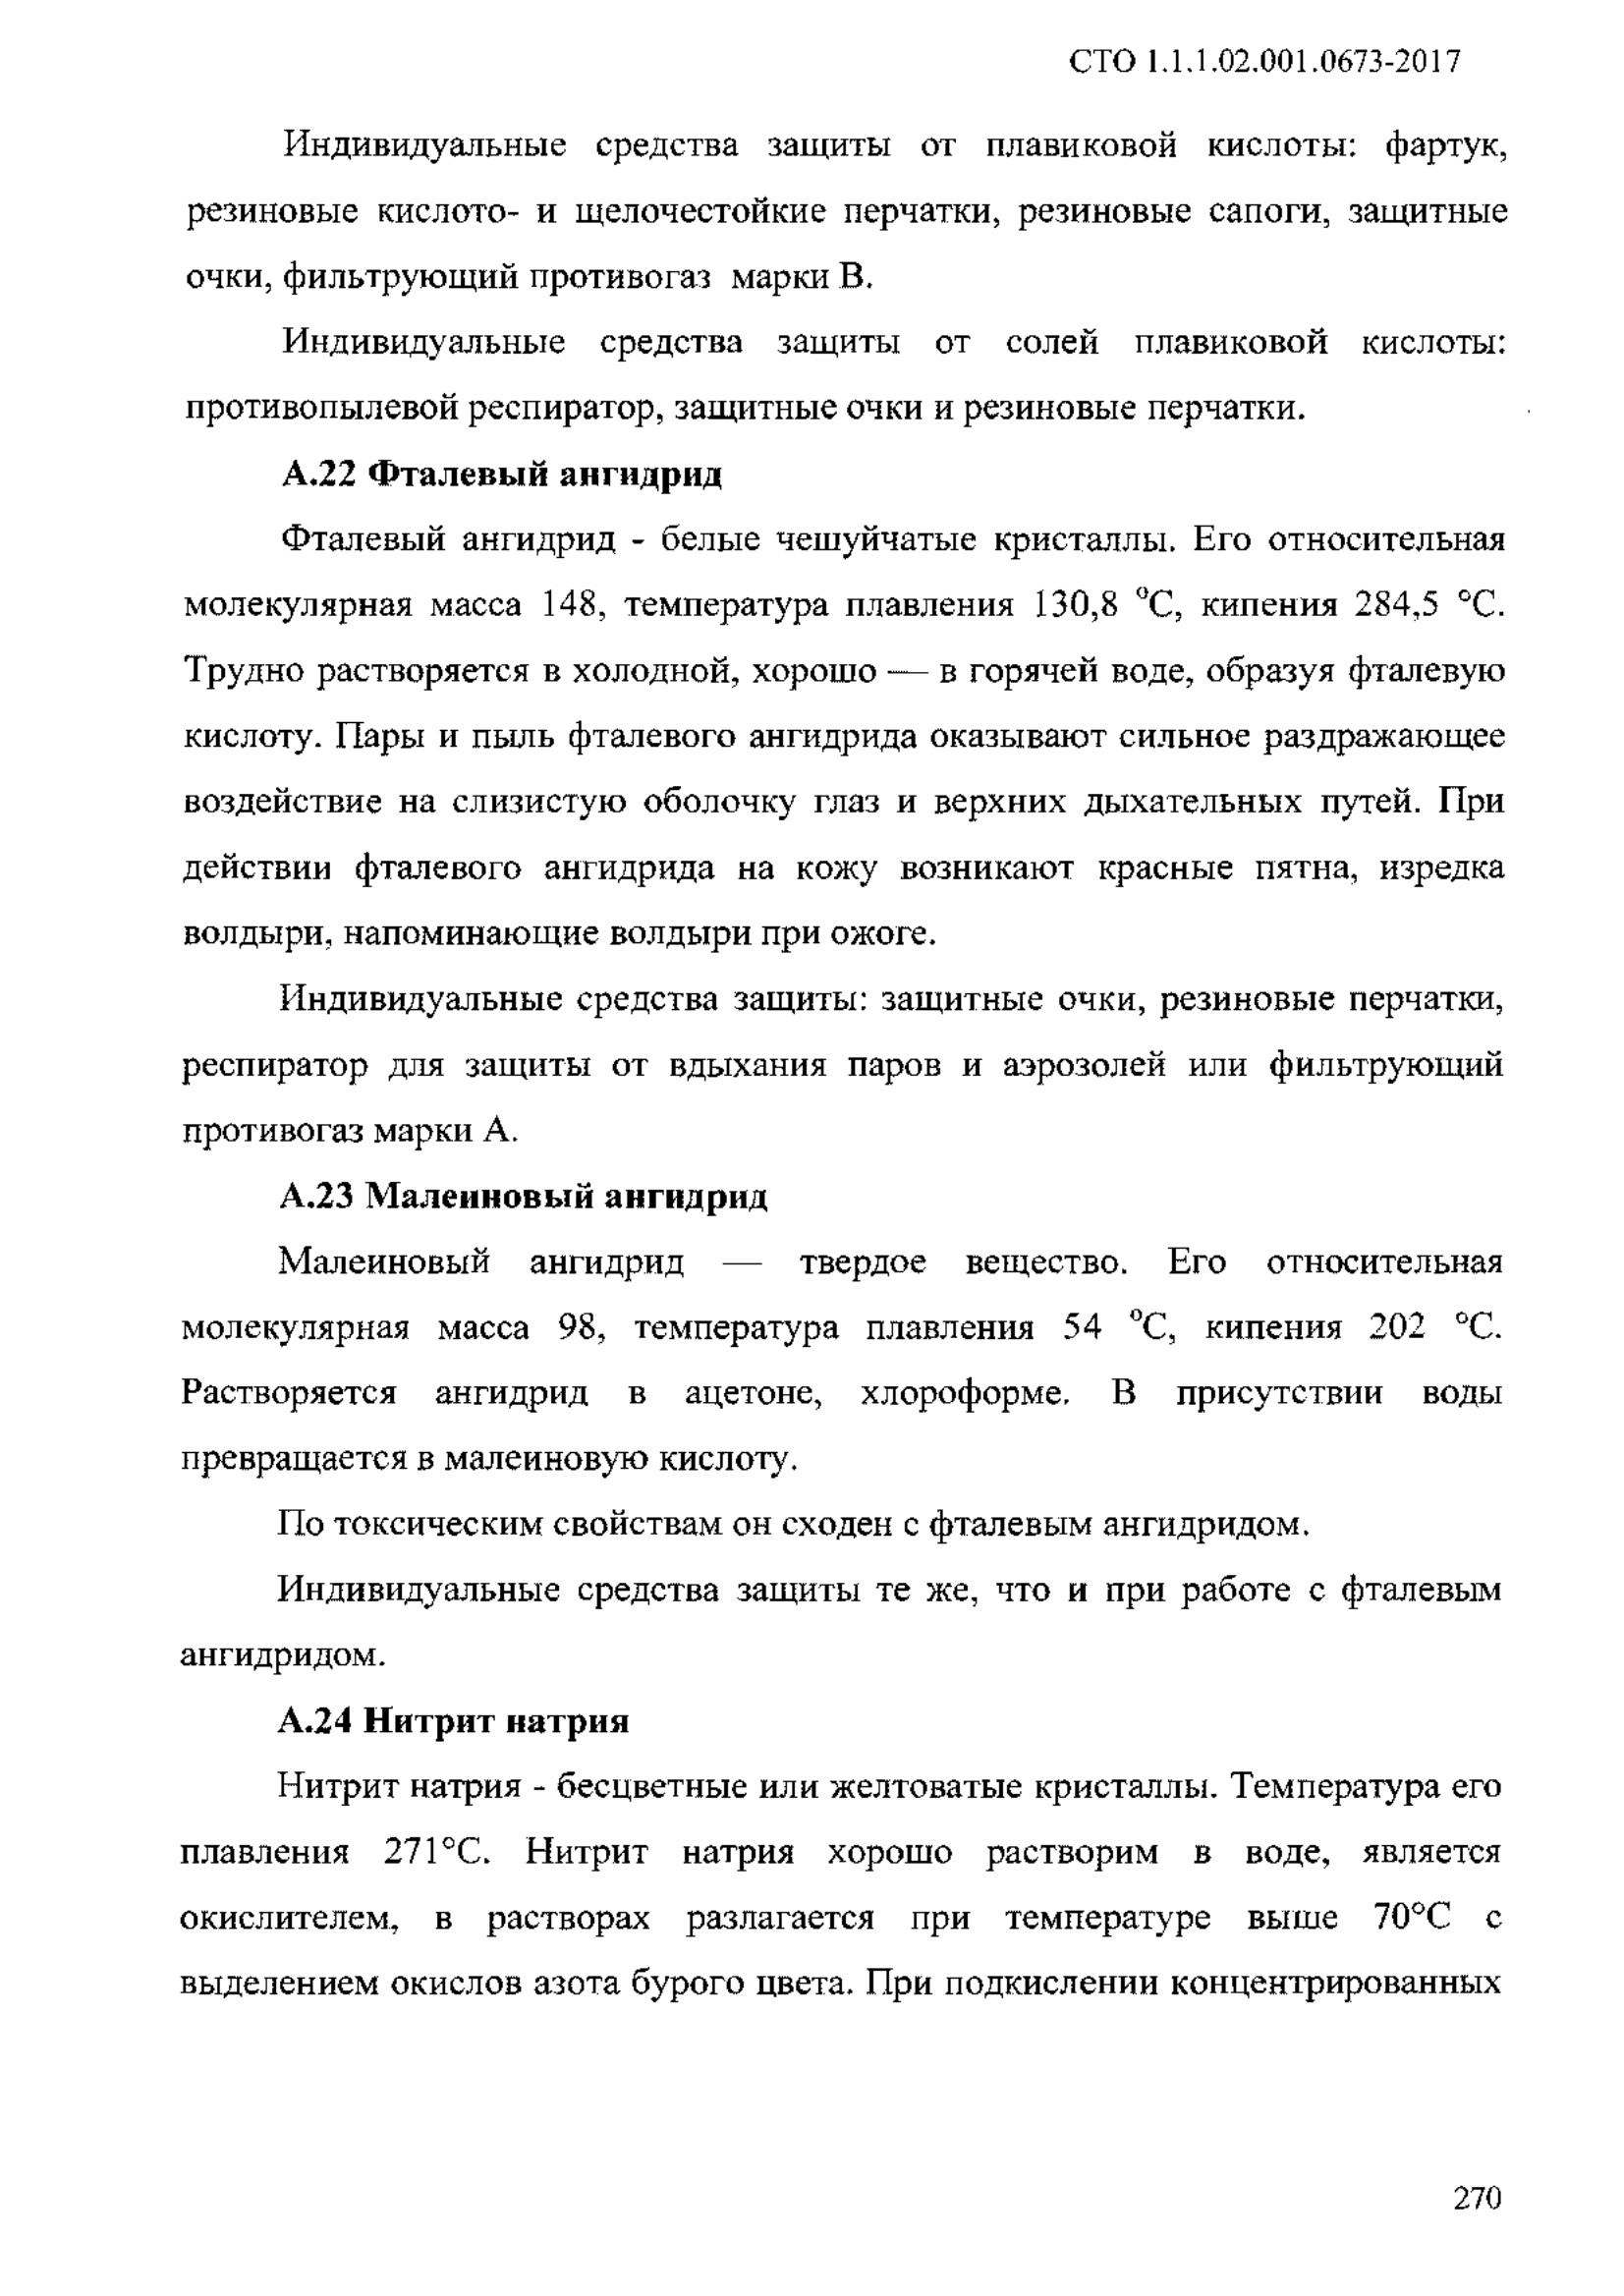 СТО 1.1.1.02.001.0673-2017
Индивидуальные средства защиты от плавиковой кислоты: фартук,
резиновые кислото- и щелочестойкие перчатки, резиновые сапоги, защитные
очки, фильтрующий противогаз марки В.
Индивидуальные средства защиты от солей плавиковой кислоты:
противопылевой респиратор, защитные очки и резиновые перчатки.
А.22 Фталевый ангидрид
Фталевый ангидрид - белые чешуйчатые кристаллы. Его относительная
молекулярная масса 148, температура плавления 130,8 °С, кипения 284,5 °С.
Трудно растворяется в холодной, хорошо — в горячей воде, образуя фталевую
кислоту. Пары и пыль фталевого ангидрида оказывают сильное раздражающее
воздействие на слизистую оболочку глаз и верхних дыхательных путей. При
действии фталевого ангидрида на кожу возникают красные пятна, изредка
волдыри, напоминающие волдыри при ожоге.
Индивидуальные средства защиты: защитные очки, резиновые перчатки,
респиратор для защиты от вдыхания паров и аэрозолей или фильтрующий
противогаз марки А.
А.23 Малеиновый ангидрид
Малеиновый ангидрид — твердое вещество. Его относительная
молекулярная масса 98, температура плавления 54 °С, кипения 202 °С.
Растворяется ангидрид в ацетоне, хлороформе. В присутствии воды
превращается в малеиновую кислоту.
По токсическим свойствам он сходен с фталевым ангидридом.
Индивидуальные средства защиты те же, что и при работе с фталевым
ангидридом.
А.24 Нитрит натрия
Нитрит натрия - бесцветные или желтоватые кристаллы. Температура его
плавления 271°С. Нитрит натрия хорошо растворим в воде, является
окислителем, в растворах разлагается при температуре выше 70°С с
выделением окислов азота бурого цвета. При подкислении концентрированных
270